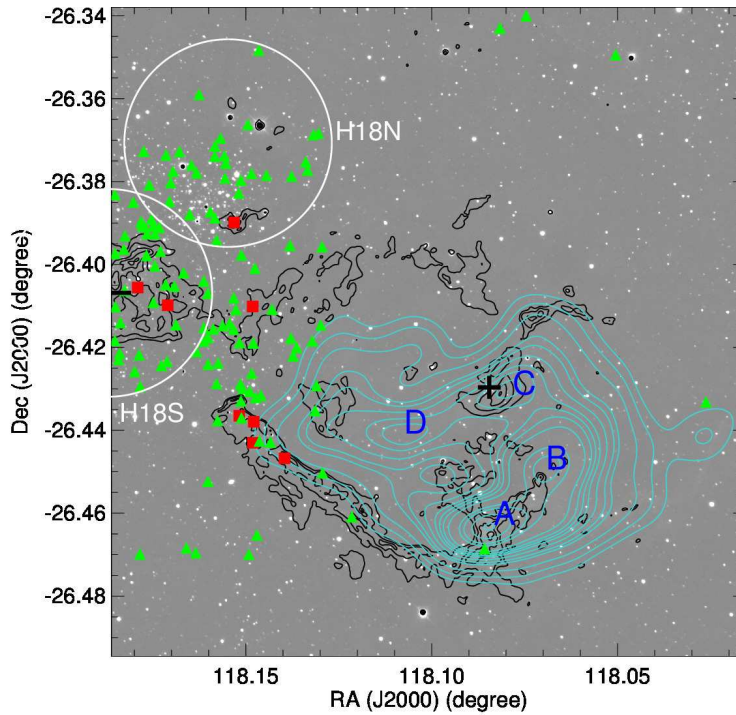 -26.34
-26.36
H18N
-26.38
-26.40
Dec (J2000) (degree)
-26.42
C
H18S
D
-26.44
B
-26.46
A
-26.48
118.15
118.10
118.05
RA (J2000) (degree)